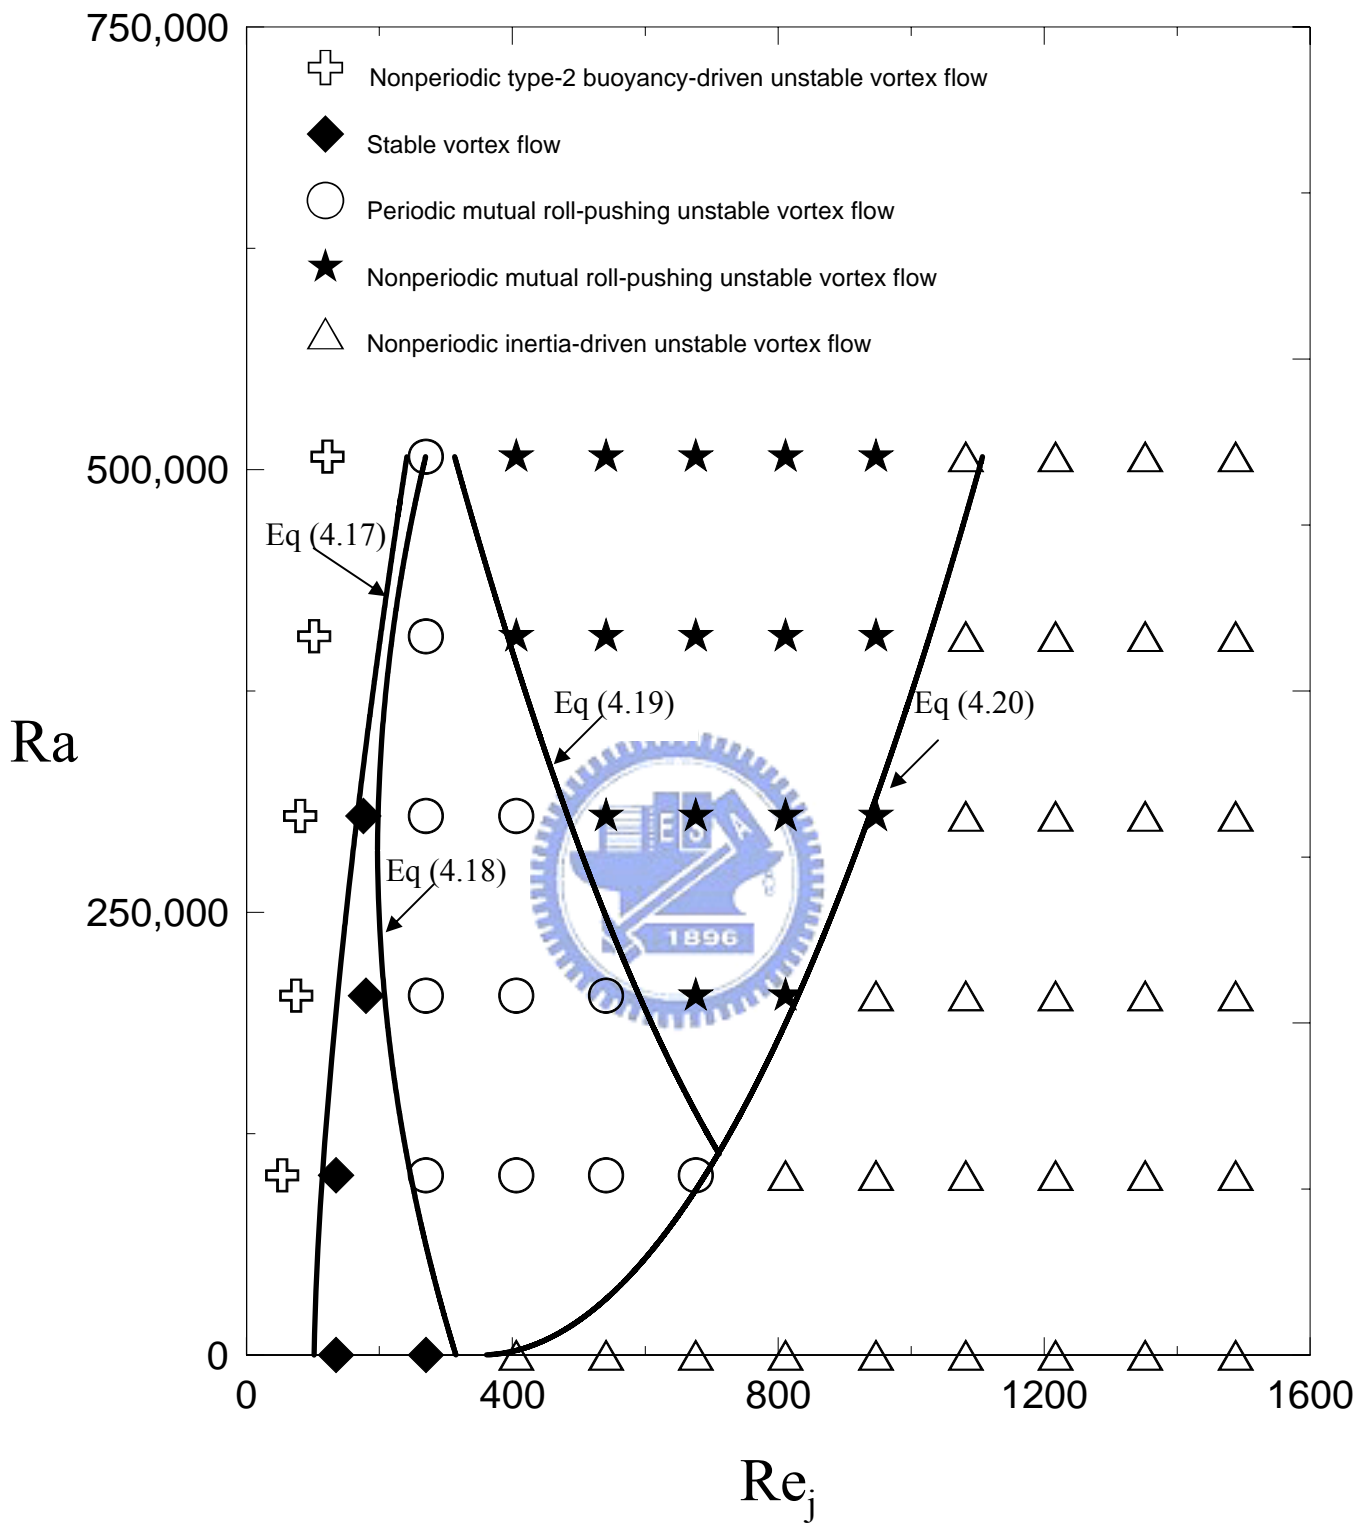 750,000
Nonperiodic type-2 buoyancy-driven unstable vortex flow
Stable vortex flow
Periodic mutual roll-pushing unstable vortex flow
Nonperiodic mutual roll-pushing unstable vortex flow
Nonperiodic inertia-driven unstable vortex flow
500,000
Eq (4.17)
Eq (4.19)
Eq (4.20)
Ra
E S A
Eq (4.18)
250,000
1896
0
0 400 800 1200 1600
Rej